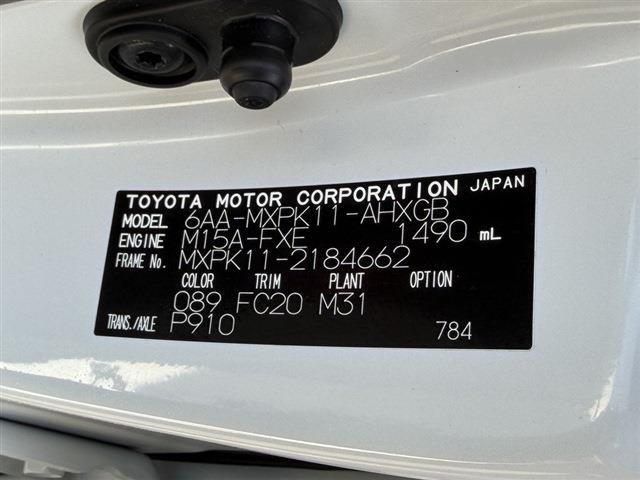 TOYOTA MOTOR CORPORATION JAPAN
MODEL 6AA-MXPK11-AHXGB
ENGINE M15A-FXE 1490 mL
FRAME No. MXPK11-2184662
COLOR TRIM PLANT OPTION
089 FC20 M31
TRANS./AXLE P910 784